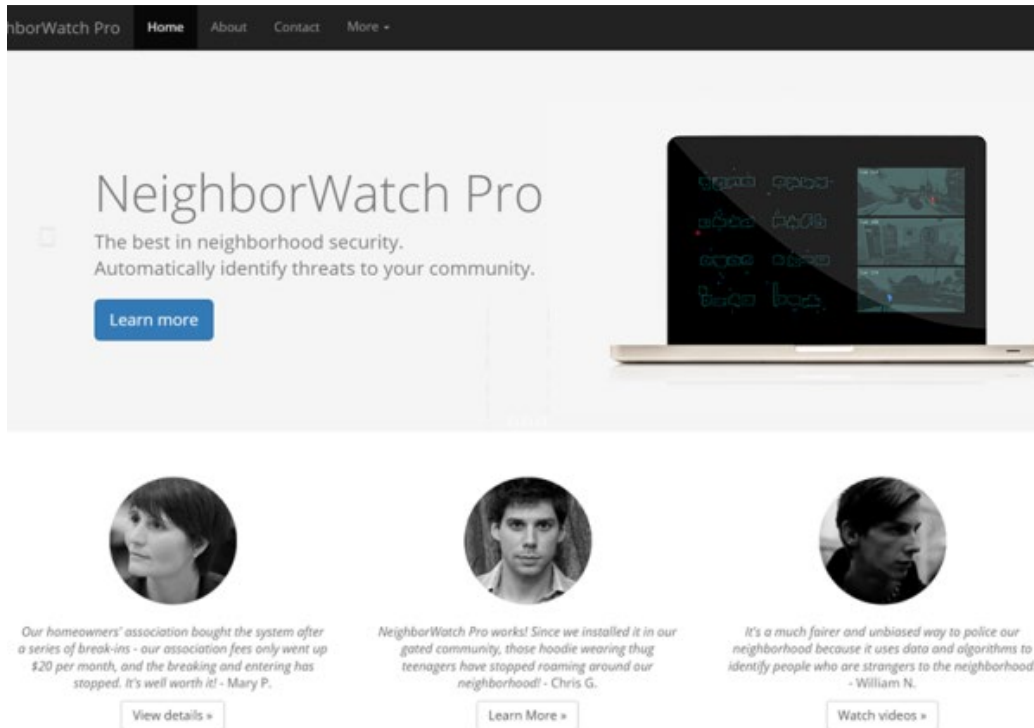 hborWatch Pro Home About Contact More
NeighborWatch Pro
The best in neighborhood security.
Automatically identify threats to your community.
Learn more
Our homeowners' association bought the system after
a series of break-ins - our association fees only went up
$20 per month, and the breaking and entering has
stopped. It's well worth it! - Mary P.
View details »
NeighborWatch Pro works! Since we installed it in our
gated community, those hoodie wearing thug
teenagers have stopped roaming around our
neighborhood! - Chris G.
Learn More »
It's a much fairer and unbiased way to police our
neighborhood because it uses data and algorithms to
identify people who are strangers to the neighborhood
- William N.
Watch videos »